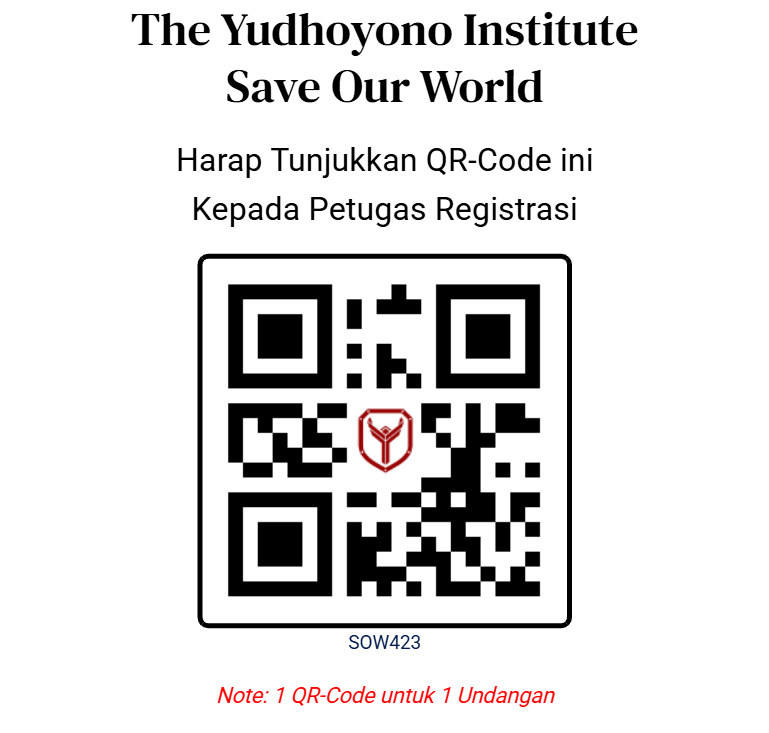 The Yudhoyono Institute
Save Our World
Harap Tunjukkan QR-Code ini
Kepada Petugas Registrasi
SOW423
Note: 1 QR-Code untuk 1 Undangan